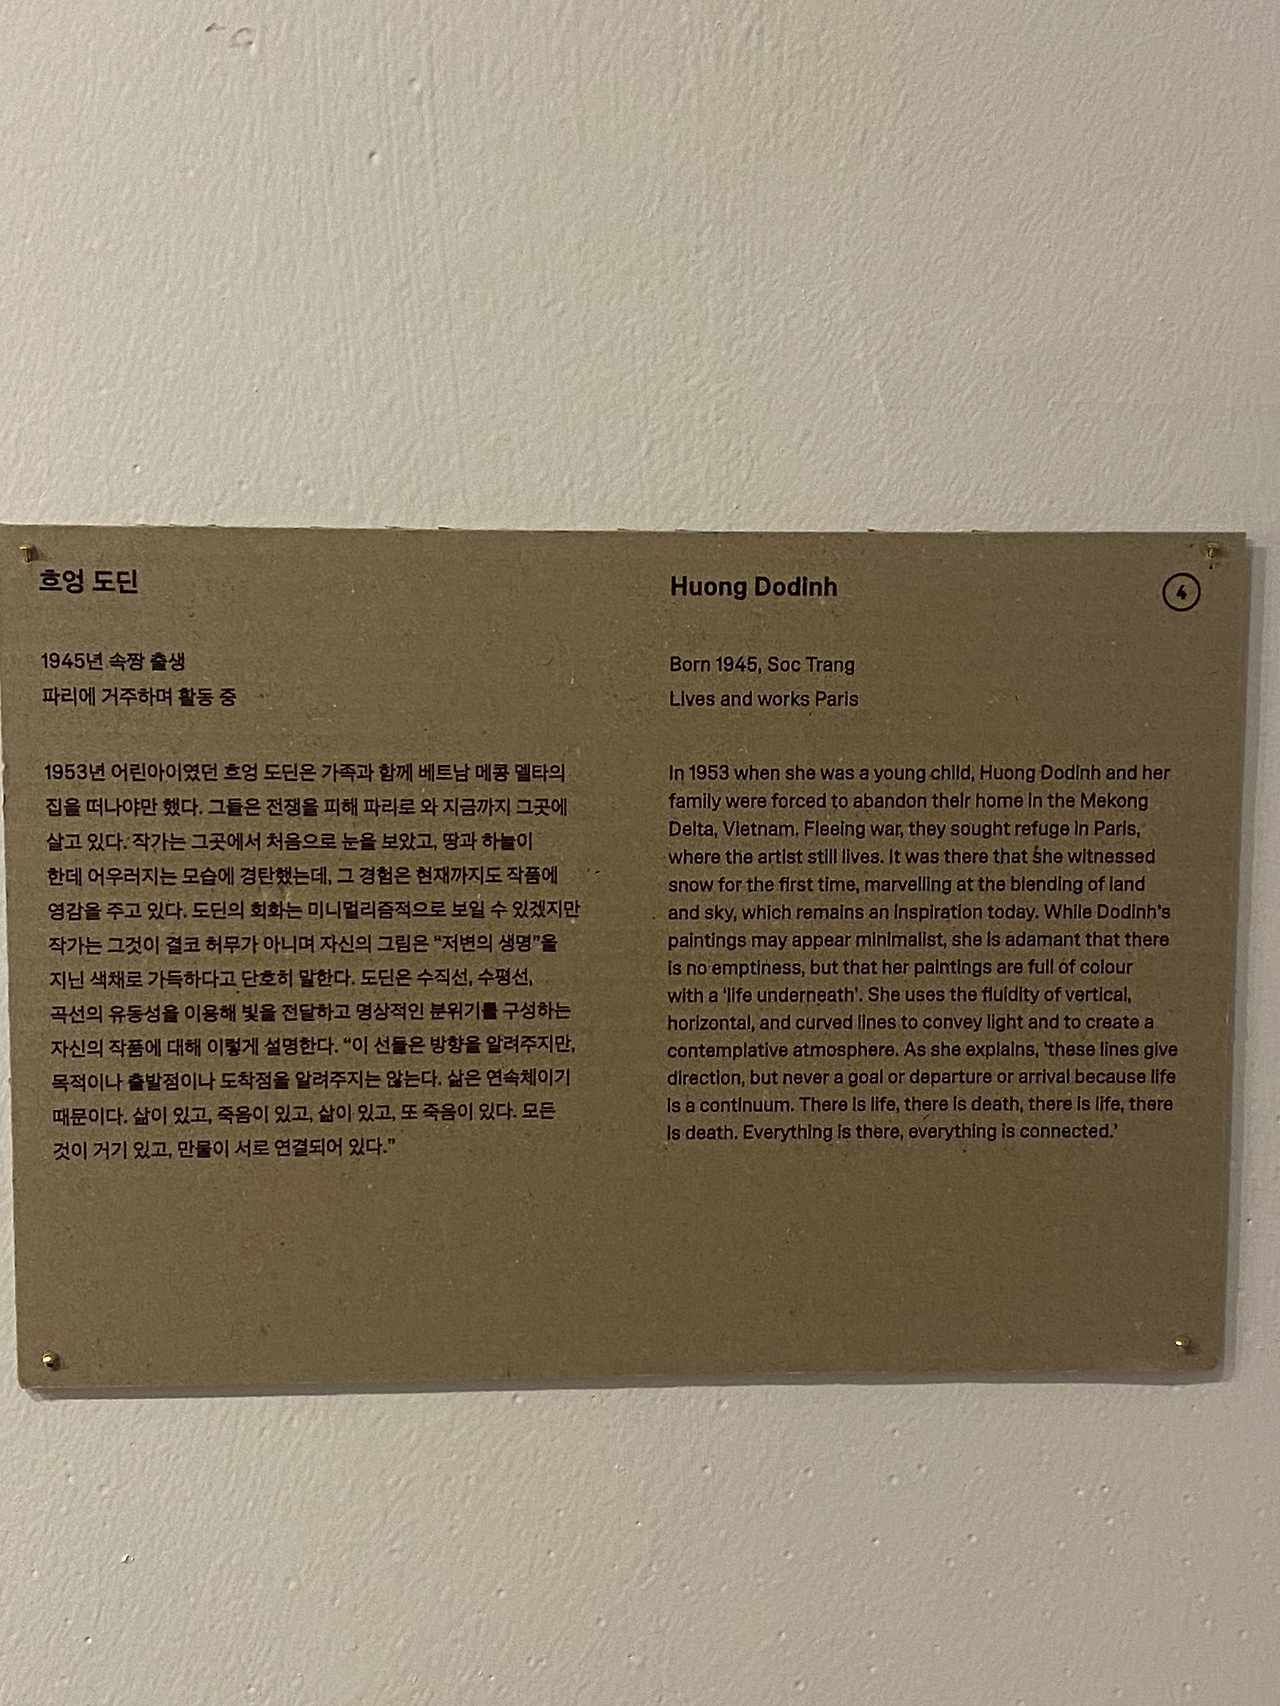 흐엉 도딘
1945년 속짱 출생
파리에 거주하며 활동 중
1953년 어린아이였던 흐엉 도딘은 가족과 함께 베트남 메콩 델타의
집을 떠나야만 했다. 그들은 전쟁을 피해 파리로 와 지금까지 그곳에
살고 있다. 작가는 그곳에서 처음으로 눈을 보았고, 땅과 하늘이
한데 어우러지는 모습에 경탄했는데, 그 경험은 현재까지도 작품에
영감을 주고 있다. 도딘의 회화는 미니멀리즘적으로 보일 수 있겠지만
작가는 그것이 결코 허무가 아니며 자신의 그림은 “저변의 생명”을
지닌 색채로 가득하다고 단호히 말한다. 도딘은 수직선, 수평선,
곡선의 유동성을 이용해 빛을 전달하고 명상적인 분위기를 구성하는
자신의 작품에 대해 이렇게 설명한다. “이 선들은 방향을 알려주지만,
목적이나 출발점이나 도착점을 알려주지는 않는다. 삶은 연속체이기
때문이다. 삶이 있고, 죽음이 있고, 삶이 있고, 또 죽음이 있다. 모든
것이 거기 있고, 만물이 서로 연결되어 있다.”
Huong Dodinh
4
Born 1945, Soc Trang
Lives and works Paris
In 1953 when she was a young child, Huong Dodinh and her
family were forced to abandon their home in the Mekong
Delta, Vietnam. Fleeing war, they sought refuge in Paris,
where the artist still lives. It was there that she witnessed
snow for the first time, marvelling at the blending of land
and sky, which remains an inspiration today. While Dodinh’s
paintings may appear minimalist, she is adamant that there
is no emptiness, but that her paintings are full of colour
with a ‘life underneath’. She uses the fluidity of vertical,
horizontal, and curved lines to convey light and to create a
contemplative atmosphere. As she explains, ‘these lines give
direction, but never a goal or departure or arrival because life
is a continuum. There is life, there is death, there is life, there
is death. Everything is there, everything is connected.’